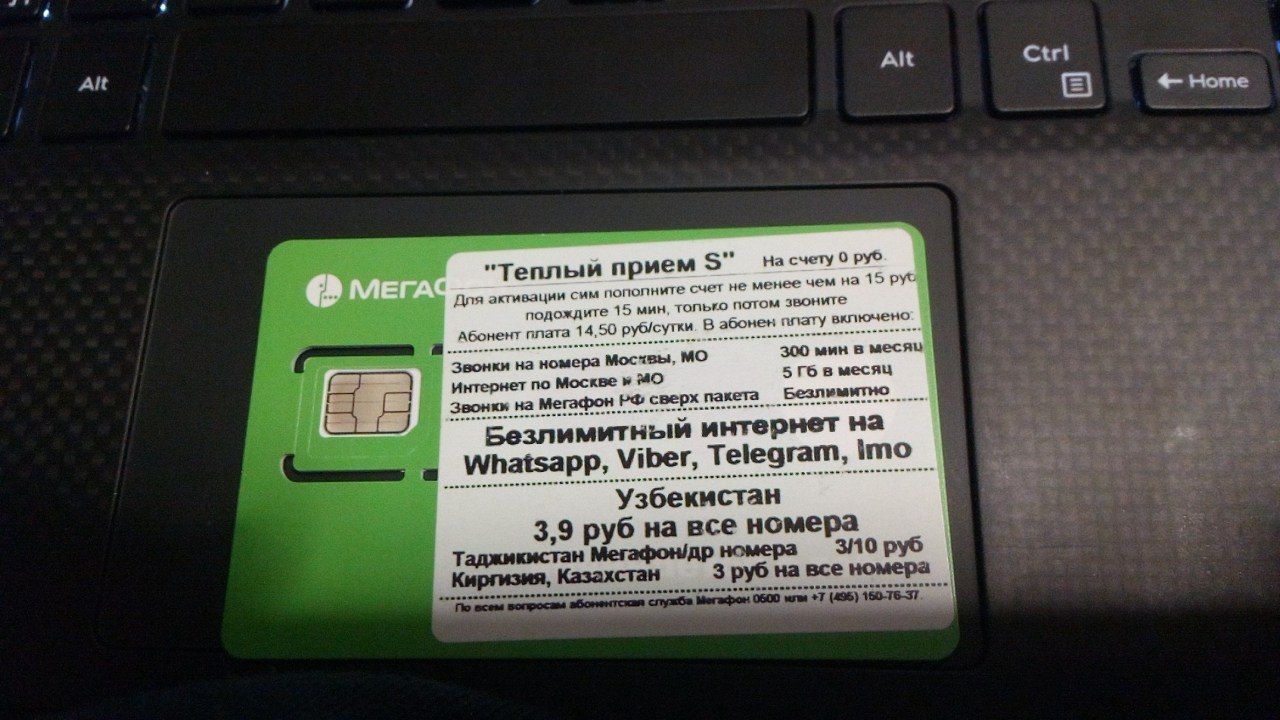 Alt
Alt
Ctrl
Home
МЕГАФ
"Теплый прием S" На счету 0 руб.
Для активации сим пополните счет не менее чем на 15 руб
подождите 15 мин, только потом звоните
Абонент плата 14,50 руб/сутки. В абонен плату включено:
Звонки на номера Москвы, МО 300 мин в месяц
Интернет по Москве и МО 5 Гб в месяц
Звонки на Мегафон РФ сверх пакета Безлимитно
Безлимитный интернет на
Whatsapp, Viber, Telegram, Imo
Узбекистан
3,9 руб на все номера
Таджикистан Мегафон/др номера 3/10 руб
Киргизия, Казахстан 3 руб на все номера
По всем вопросам абонентская служба Мегафон 0500 или +7 (495) 150-76-37